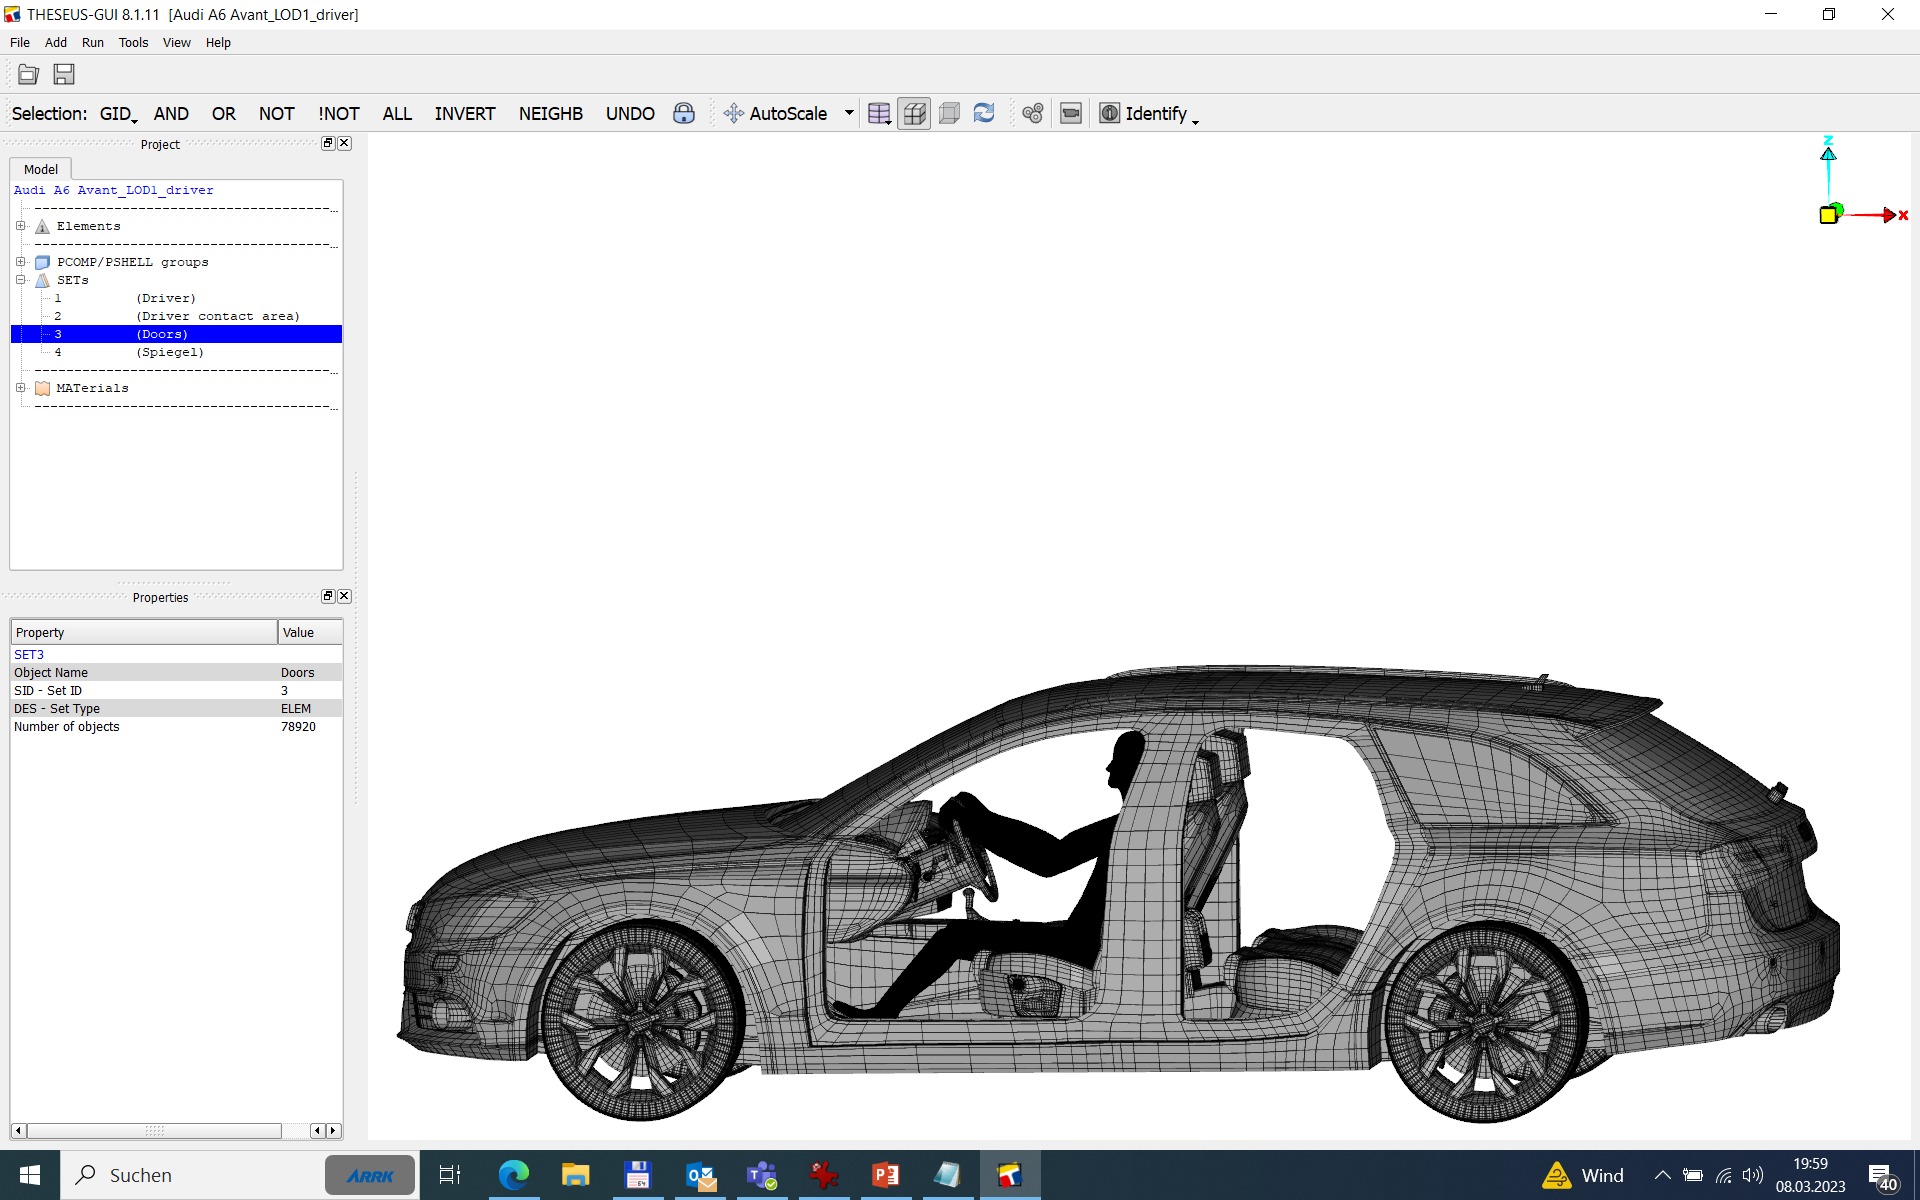 THESEUS-GUI 8.1.11 [Audi A6 Avant_LOD1_driver]
File Add Run Tools View Help
Selection: GID AND OR NOT !NOT ALL INVERT NEIGHB UNDO AutoScale Identify
Project
Model
Audi A6 Avant_LOD1_driver
Elements
PCOMP/PSHELL groups
SETs
1 (Driver)
2 (Driver contact area)
3 (Doors)
4 (Spiegel)
MATerials
Properties
Property Value
SET3
Object Name Doors
SID - Set ID 3
DES - Set Type ELEM
Number of objects 78920
Z
X
Suchen
ARRK
64
Wind
19:59
08.03.2023
40